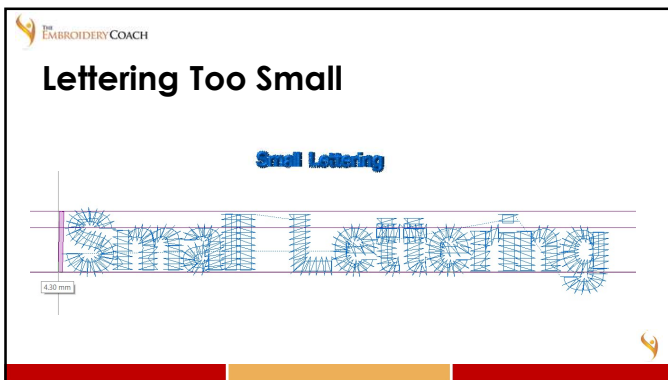 THE
EMBROIDERY COACH
Lettering Too Small
Small Lettering
Small Lettering
4.30 mm